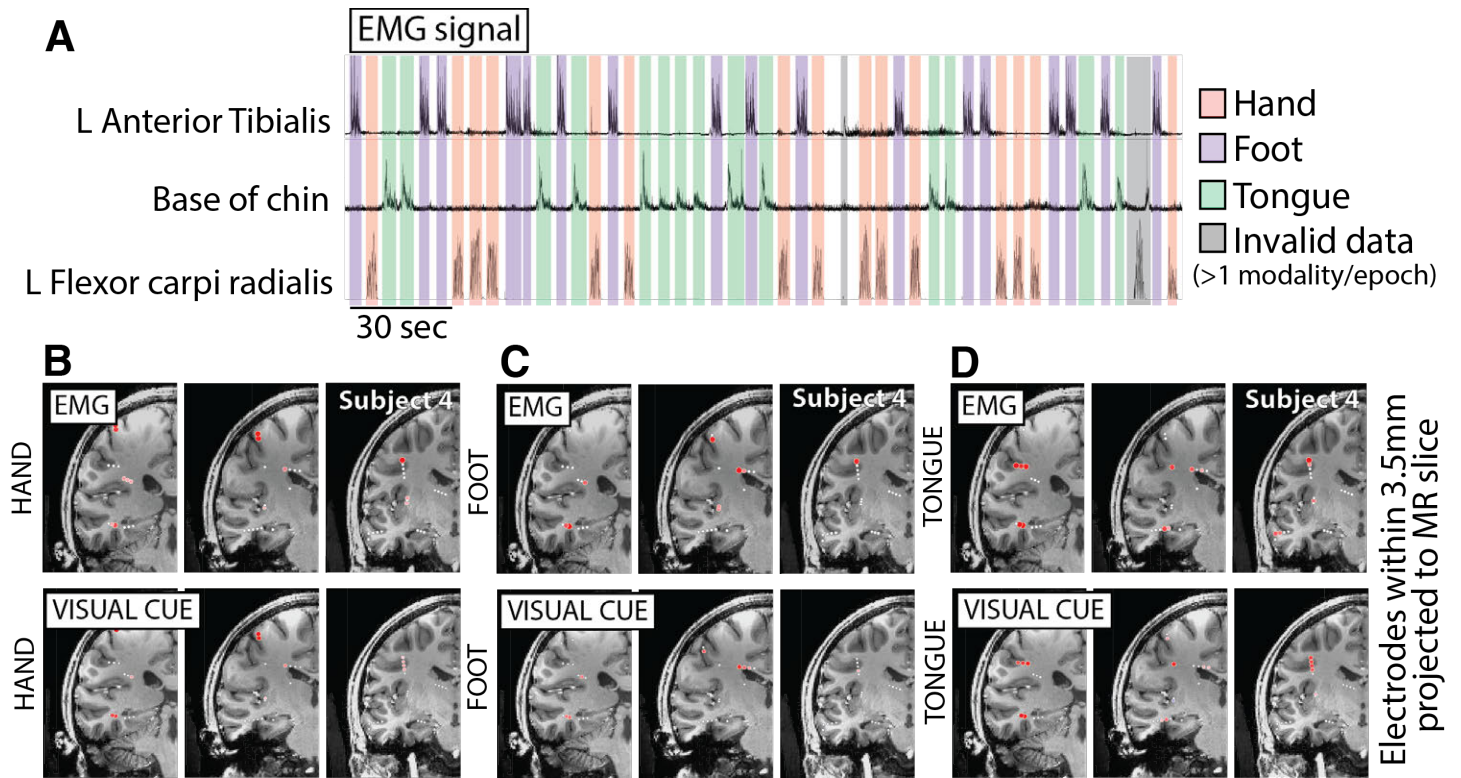 A
EMG signal
L Anterior Tibialis
Base of chin
L Flexor carpi radialis
30 sec
Hand
Foot
Tongue
Invalid data
(>1 modality/epoch)
B
HAND
EMG
Subject 4
HAND
VISUAL CUE
C
FOOT
EMG
Subject 4
FOOT
VISUAL CUE
D
TONGUE
EMG
Subject 4
TONGUE
VISUAL CUE
Electrodes within 3.5mm
projected to MR slice